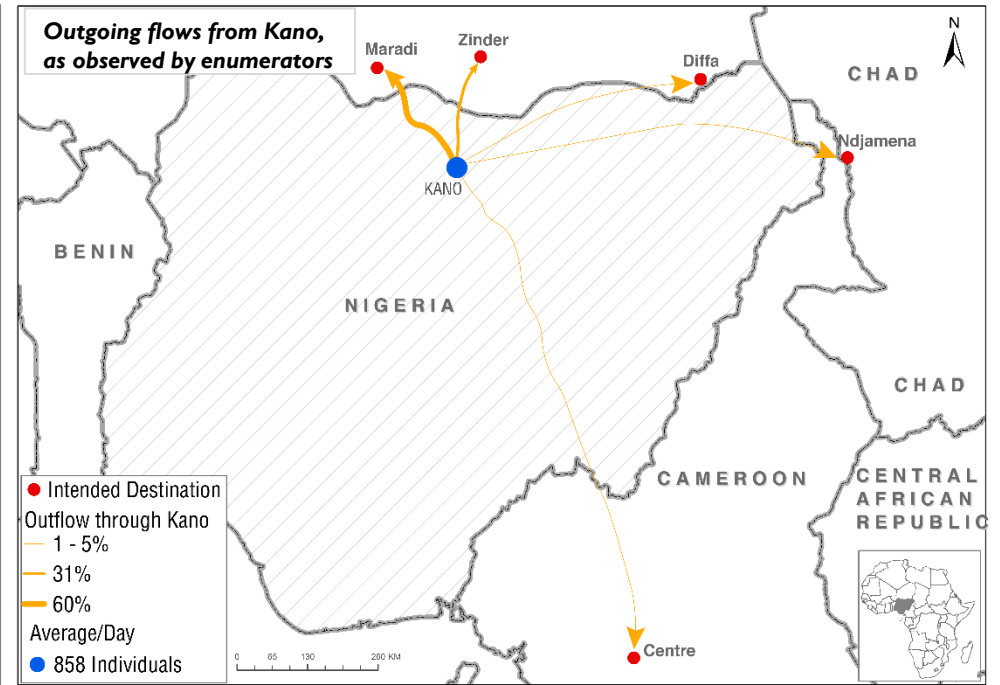 Outgoing flows from Kano,
as observed by enumerators
N
Maradi
Zinder
Diffa
CHAD
Ndjamena
KANO
BENIN
NIGERIA
CHAD
CAMEROON
CENTRAL
AFRICAN
REPUBLIC
Intended Destination
Outflow through Kano
1 - 5%
31%
60%
Average/Day
858 Individuals
0 65 130 260 KM
Centre